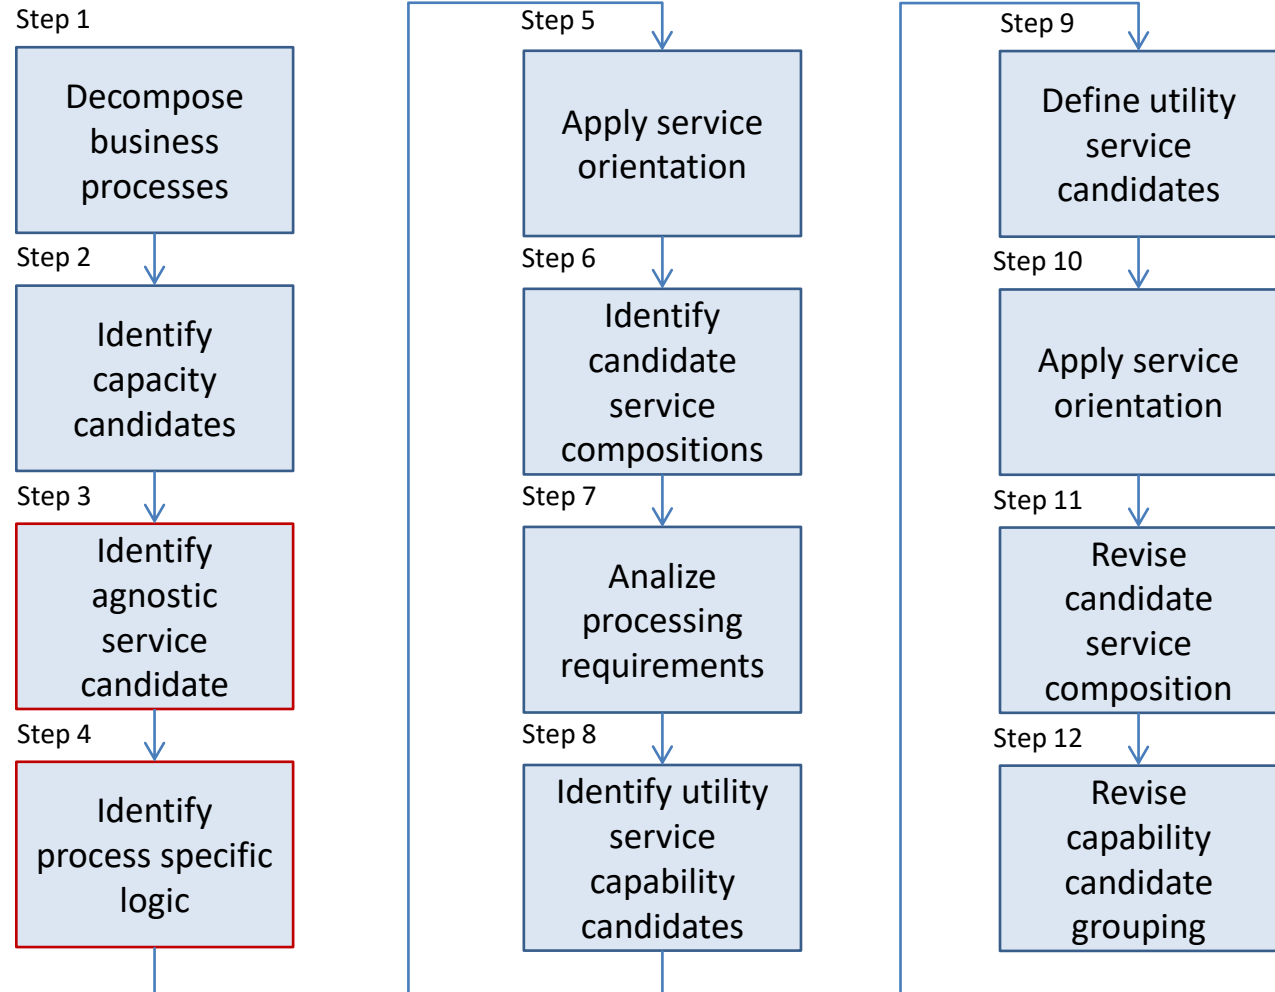 Step 1
Decompose
business
processes
Step 2
Identify
capacity
candidates
Step 3
Identify
agnostic
service
candidate
Step 4
Identify
process specific
logic
Step 5
Apply service
orientation
Step 6
Identify
candidate
service
compositions
Step 7
Analize
processing
requirements
Step 8
Identify utility
service
capability
candidates
Step 9
Define utility
service
candidates
Step 10
Apply service
orientation
Step 11
Revise
candidate
service
composition
Step 12
Revise
capability
candidate
grouping